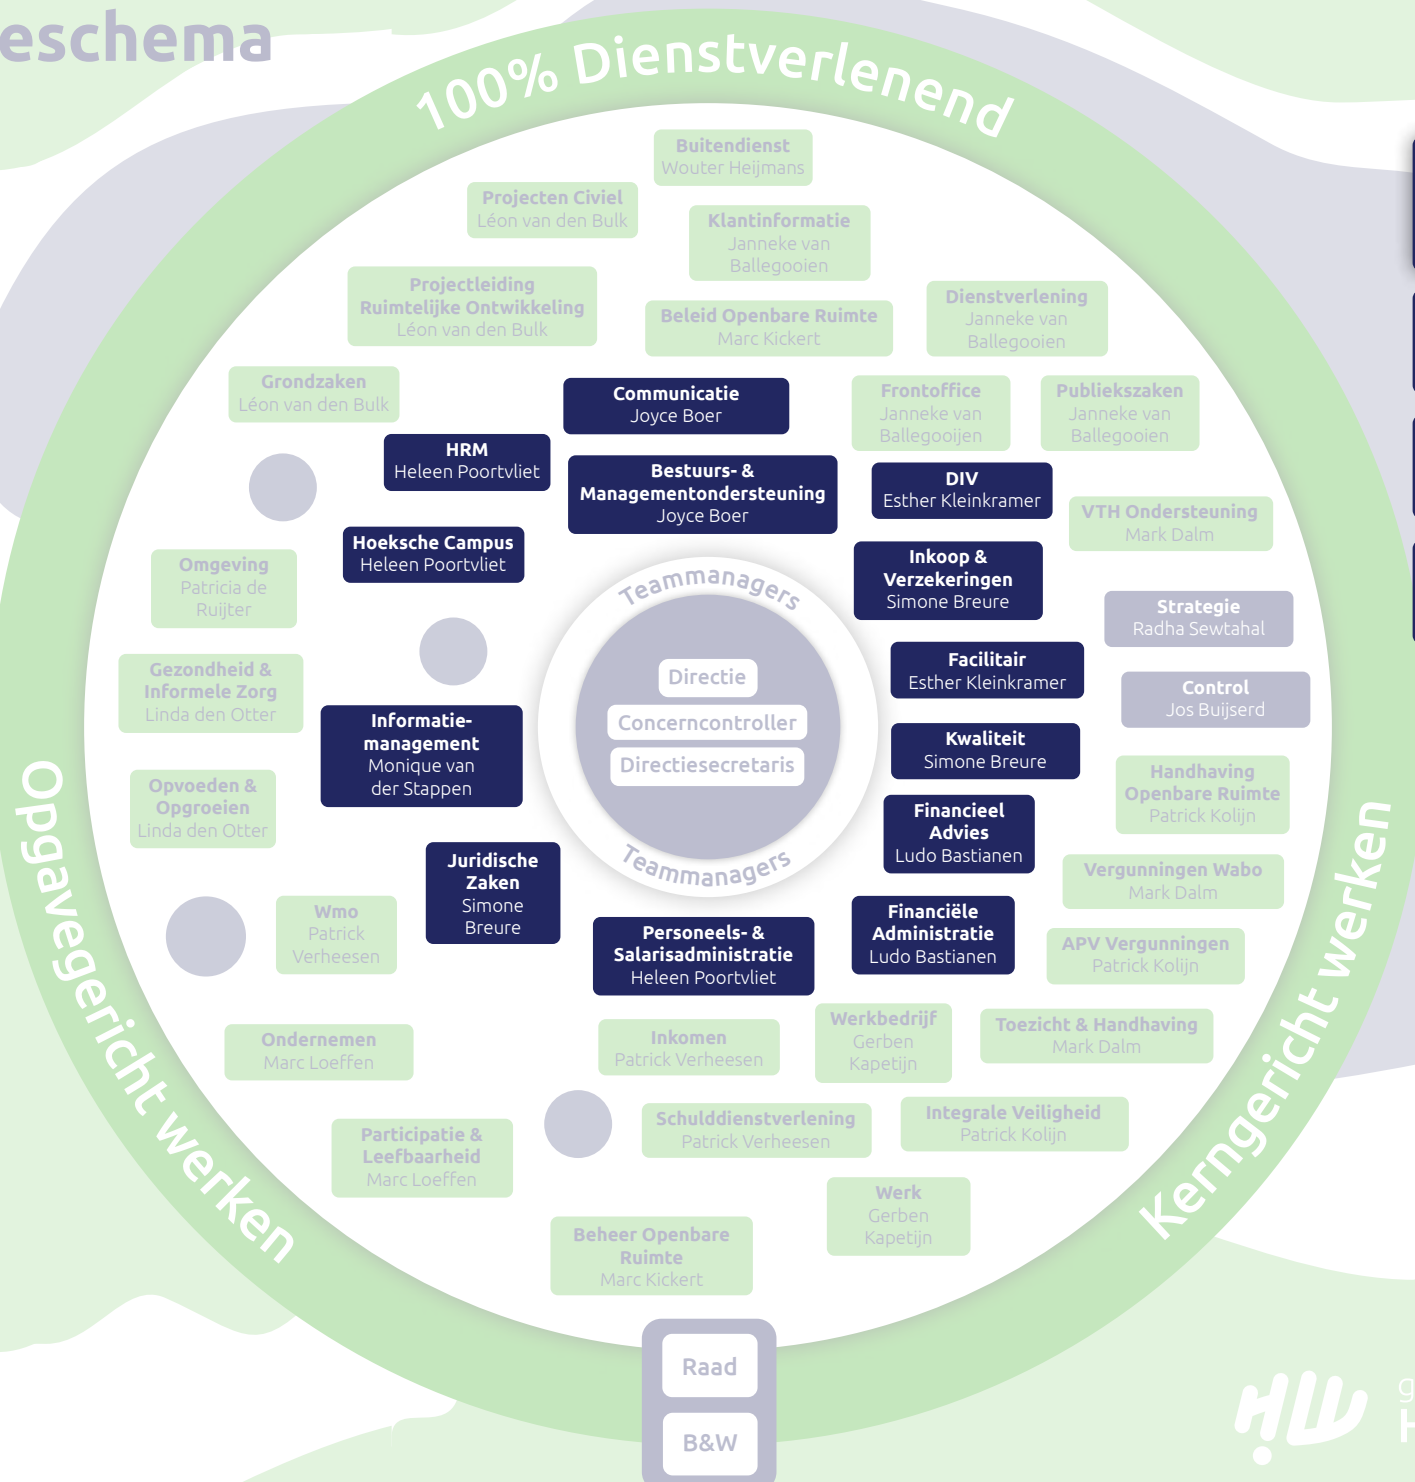 eschema
100% Dienstverlenend
Buitendienst
Wouter Heijmans
Projecten Civiel
Léon van den Bulk
Klantinformatie
Janneke van
Ballegooien
Projectleiding
Ruimtelijke Ontwikkeling
Léon van den Bulk
Beleid Openbare Ruimte
Marc Kickert
Dienstverlening
Janneke van
Ballegooien
Grondzaken
Léon van den Bulk
Communicatie
Joyce Boer
Frontoffice
Janneke van
Ballegooijen
Publiekszaken
Janneke van
Ballegooien
HRM
Heleen Poortvliet
Bestuurs- &
Managementondersteuning
Joyce Boer
DIV
Esther Kleinkramer
VTH Ondersteuning
Mark Dalm
Hoeksche Campus
Heleen Poortvliet
Inkoop &
Verzekeringen
Simone Breure
Omgeving
Patricia de
Ruijter
Teammanagers
Strategie
Radha Sewtahal
Gezondheid &
Informele Zorg
Linda den Otter
Directie
Concerncontroller
Directiesecretaris
Facilitair
Esther Kleinkramer
Control
Jos Buijserd
Informatie-
management
Monique van
der Stappen
Kwaliteit
Simone Breure
Opvoeden &
Opgroeien
Linda den Otter
Handhaving
Openbare Ruimte
Patrick Kolijn
Financieel
Advies
Ludo Bastianen
Teammanagers
Juridische
Zaken
Simone
Breure
Vergunningen Wabo
Mark Dalm
Wmo
Patrick
Verheesen
Personeels- &
Salarisadministratie
Heleen Poortvliet
Financiële
Administratie
Ludo Bastianen
APV Vergunningen
Patrick Kolijn
Opgavegericht werken
Kerngericht werken
Ondernemen
Marc Loeffen
Inkomen
Patrick Verheesen
Werkbedrijf
Gerben
Kapetijn
Toezicht & Handhaving
Mark Dalm
Participatie &
Leefbaarheid
Marc Loeffen
Schulddienstverlening
Patrick Verheesen
Integrale Veiligheid
Patrick Kolijn
Werk
Gerben
Kapetijn
Beheer Openbare
Ruimte
Marc Kickert
Raad
B&W
HW
g
H